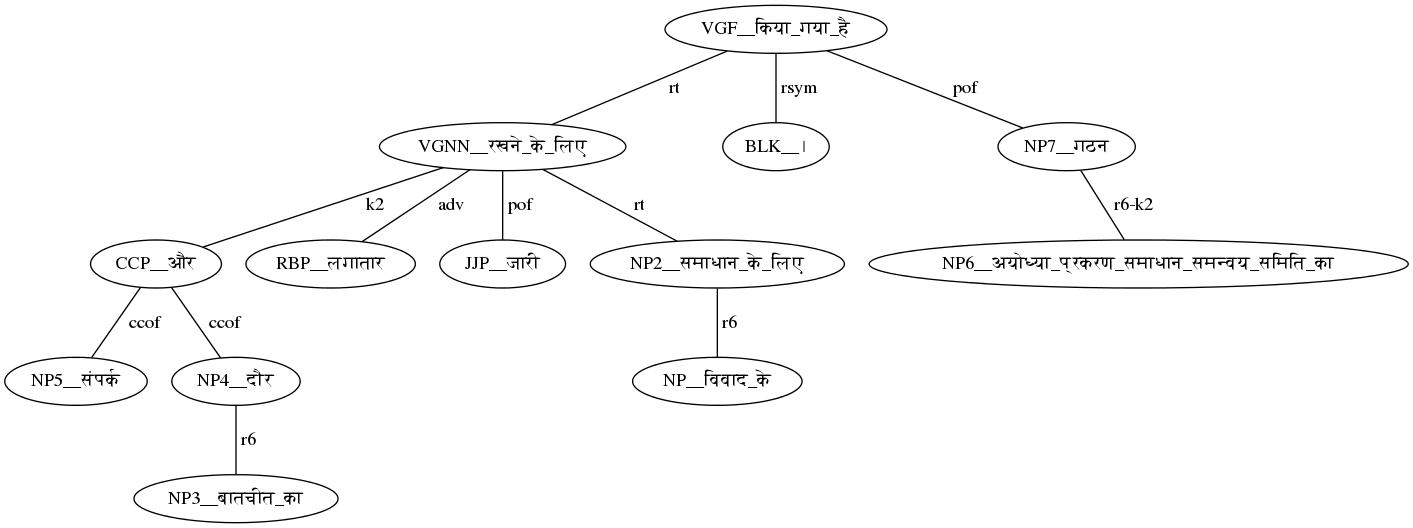 VGF__किया_गया_है
rt rsym pof
VGNN__रखने_के_लिए BLK__। NP7__गठन
k2 adv pof rt r6-k2
CCP__और RBP__लगातार JJP__जारी NP2__समाधान_के_लिए NP6__अयोध्या_प्रकरण_समाधान_समन्वय_समिति_का
ccof ccof r6
NP5__संपर्क NP4__दौर NP__विवाद_के
r6
NP3__बातचीत_का